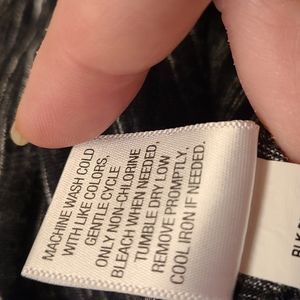 MACHINE WASH COLD
WITH LIKE COLORS,
GENTLE CYCLE
ONLY NON-CHLORINE
BLEACH WHEN NEEDED,
TUMBLE DRY LOW
REMOVE PROMPTLY,
COOL IRON IF NEEDED.
BLK